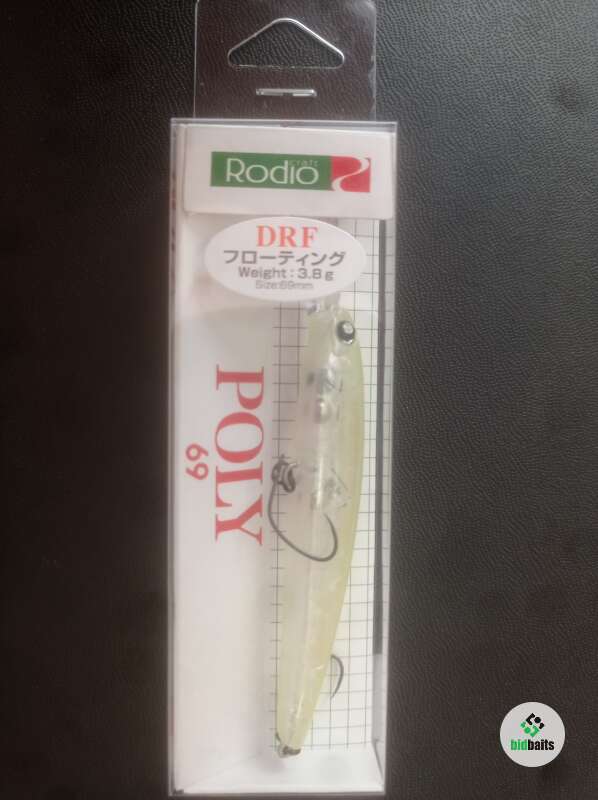 Rodio craft
DRF
フローティング
Weight : 3.8g
Size:69mm
POLY
69
bidbaits